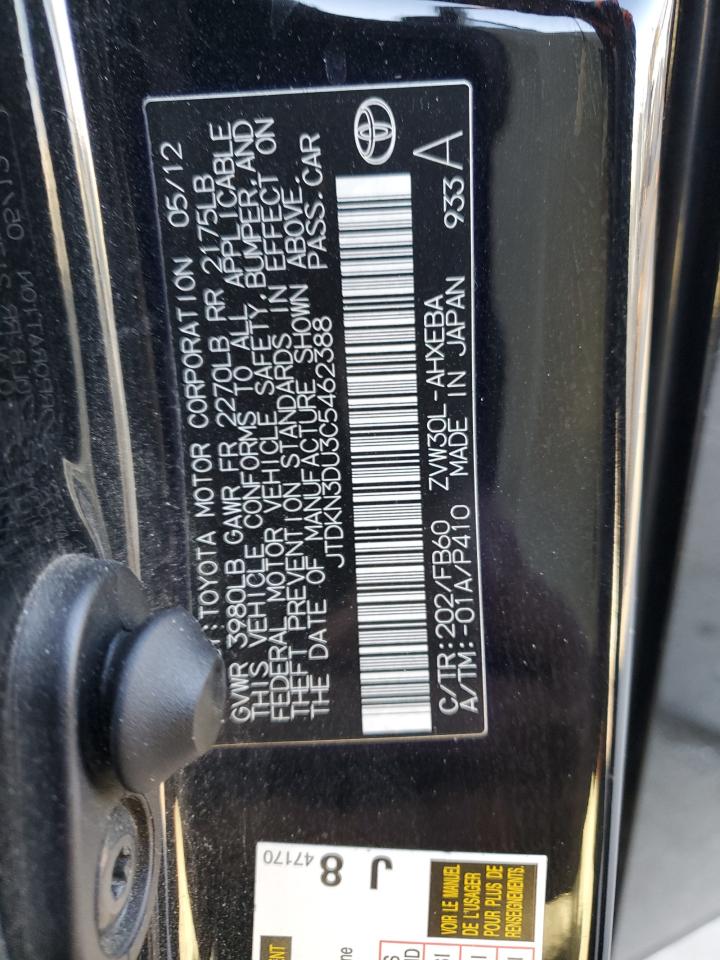 :TOYOTA MOTOR CORPORATION 05/12
GVWR 3980LB GAWR FR 2270LB RR 2175LB
THIS VEHICLE CONFORMS TO ALL APPLICABLE
FEDERAL MOTOR VEHICLE SAFETY, BUMPER, AND
THEFT PREVENTION STANDARDS IN EFFECT ON
THE DATE OF MANUFACTURE SHOWN ABOVE.
JTDKN3DU3C5462388 PASS.CAR
C/TR:202/FB60 ZVW30L-AHXEBA 933 A
A/TM:-01A/P410 MADE IN JAPAN
47170
J 8
VOIR LE MANUEL
DE L'USAGER
POUR PLUS DE
RENSEIGNEMENTS.